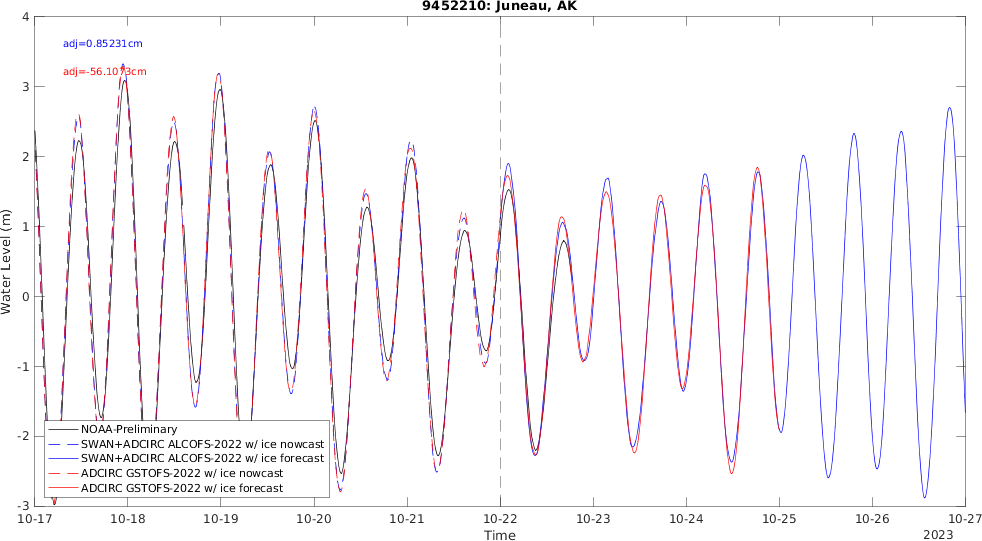 9452210: Juneau, AK
adj=0.85231cm
adj=-56.1073cm
Water Level (m)
4
3
2
1
0
-1
-2
-3
NOAA-Preliminary
SWAN+ADCIRC ALCOFS-2022 w/ ice nowcast
SWAN+ADCIRC ALCOFS-2022 w/ ice forecast
ADCIRC GSTOFS-2022 w/ ice nowcast
ADCIRC GSTOFS-2022 w/ ice forecast
10-17 10-18 10-19 10-20 10-21 10-22 10-23 10-24 10-25 10-26 10-27
Time
2023